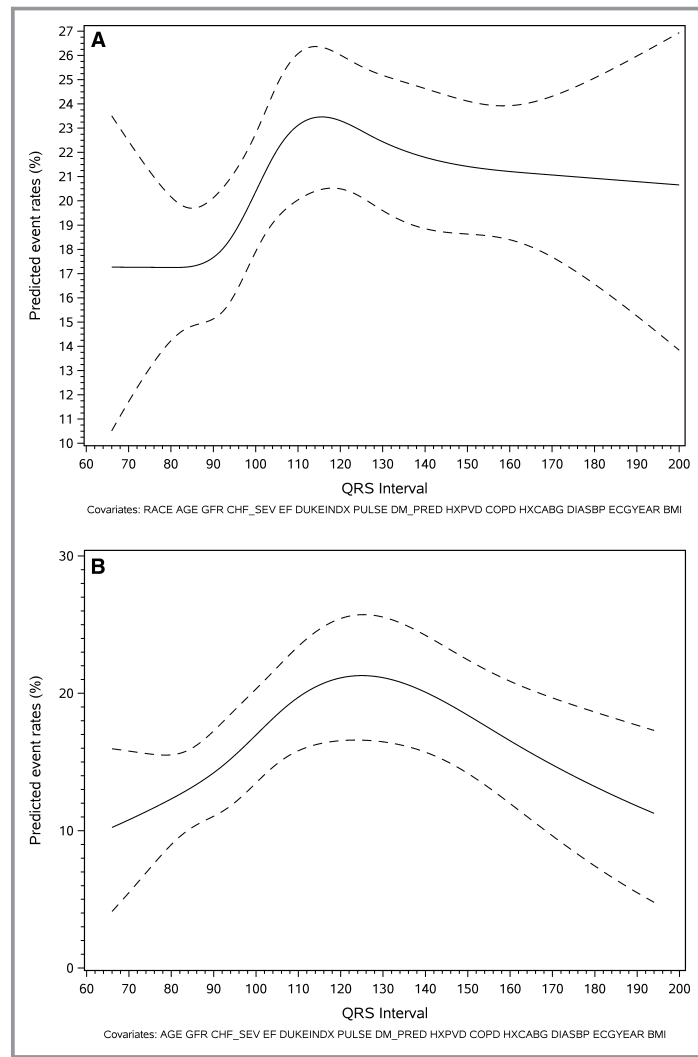 A
27
26
25
24
23
22
21
20
19
18
17
16
15
14
13
12
11
10
Predicted event rates (%)
60 70 80 90 100 110 120 130 140 150 160 170 180 190 200
QRS Interval
Covariates: RACE AGE GFR CHF_SEV EF DUKEINDX PULSE DM_PRED HXPVD COPD HXCABG DIASBP ECGYEAR BMI
B
30
20
10
0
Predicted event rates (%)
60 70 80 90 100 110 120 130 140 150 160 170 180 190 200
QRS Interval
Covariates: AGE GFR CHF_SEV EF DUKEINDX PULSE DM_PRED HXPVD COPD HXCABG DIASBP ECGYEAR BMI